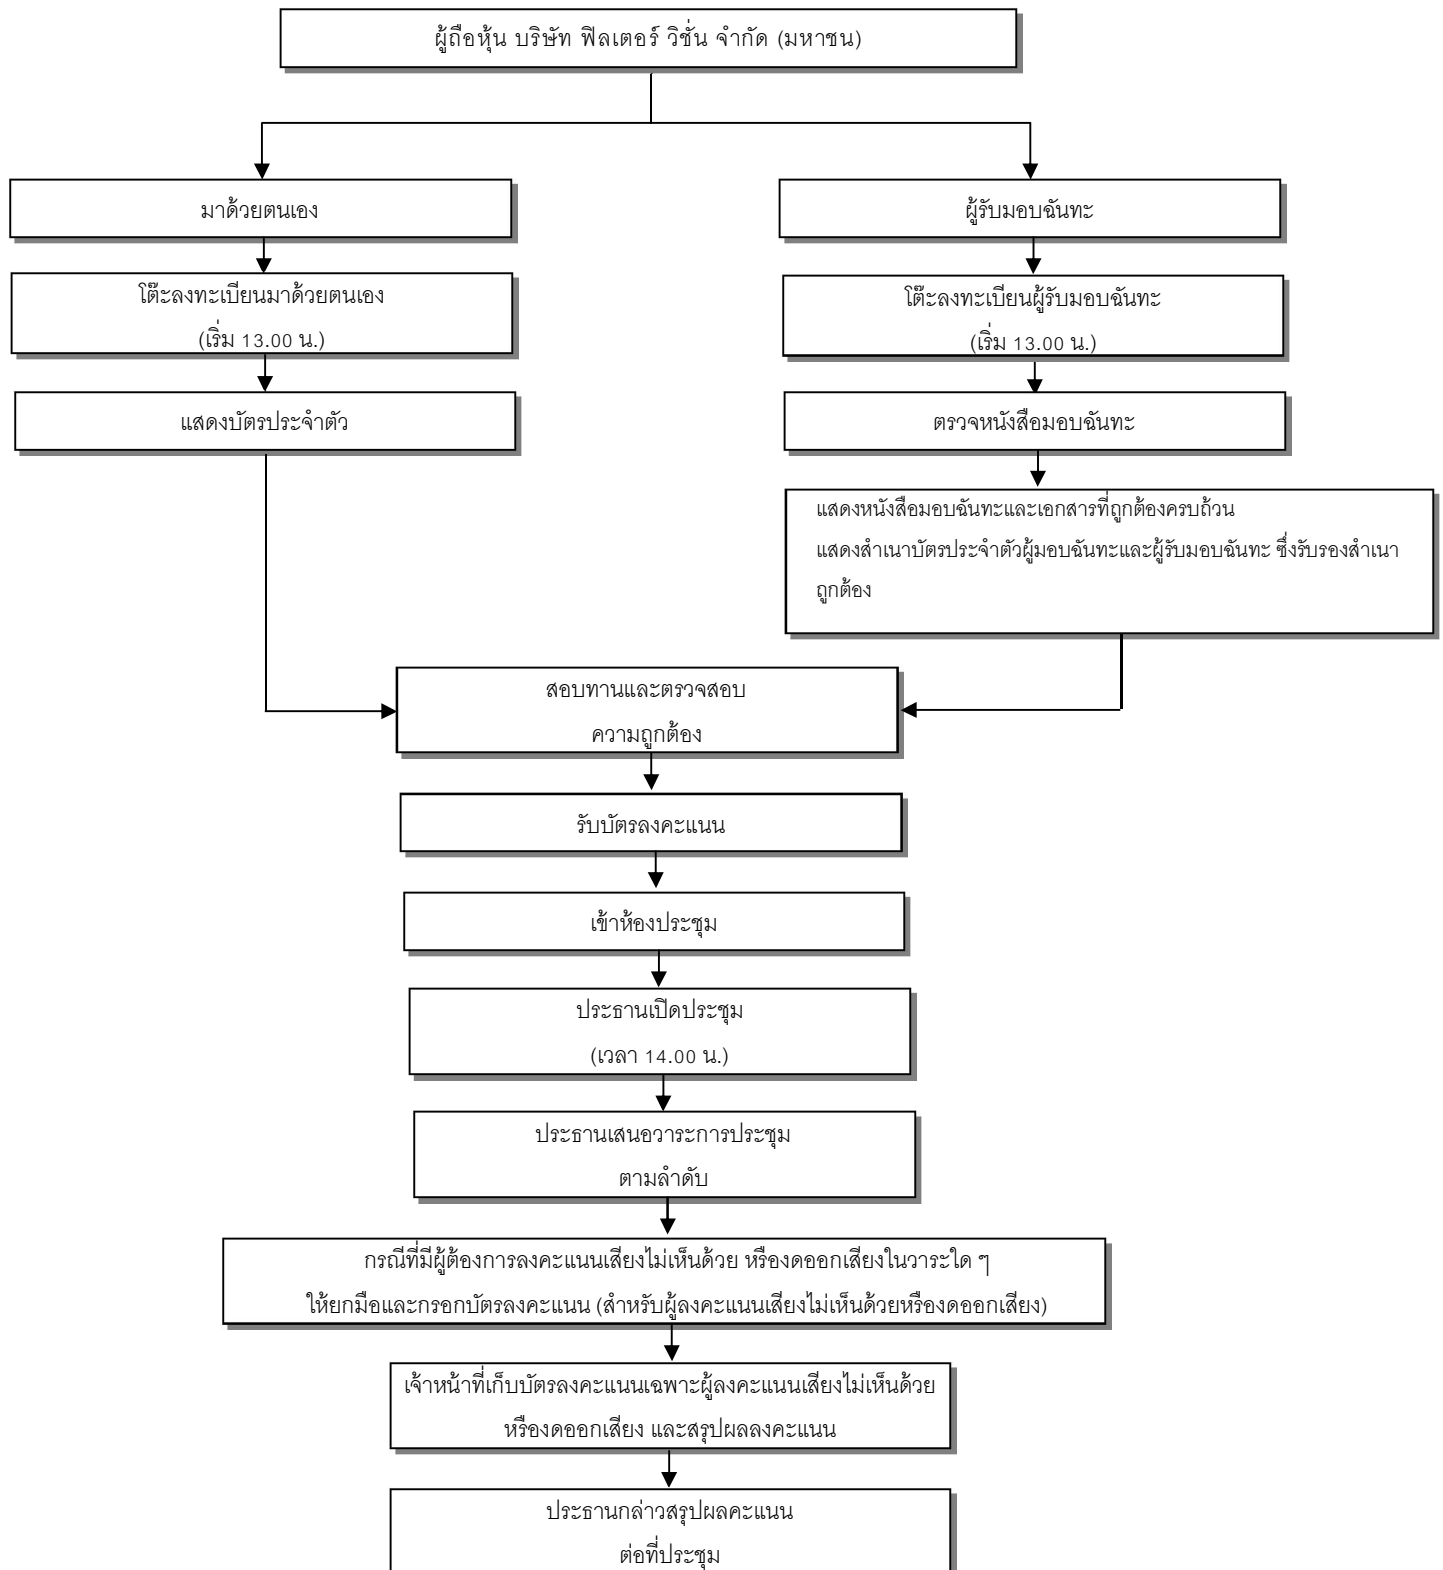 ผู้ถือหุ้น บริษัท ฟิลเตอร์ วิชั่น จำกัด (มหาชน)
มาด้วยตนเอง
โต๊ะลงทะเบียนมาด้วยตนเอง
(เริ่ม 13.00 น.)
แสดงบัตรประจำตัว
ผู้รับมอบฉันทะ
โต๊ะลงทะเบียนผู้รับมอบฉันทะ
(เริ่ม 13.00 น.)
ตรวจหนังสือมอบฉันทะ
แสดงหนังสือมอบฉันทะและเอกสารที่ถูกต้องครบถ้วน
แสดงสำเนาบัตรประจำตัวผู้มอบฉันทะและผู้รับมอบฉันทะ ซึ่งรับรองสำเนา
ถูกต้อง
สอบทานและตรวจสอบ
ความถูกต้อง
รับบัตรลงคะแนน
เข้าห้องประชุม
ประธานเปิดประชุม
(เวลา 14.00 น.)
ประธานเสนอวาระการประชุม
ตามลำดับ
กรณีที่มีผู้ต้องการลงคะแนนเสียงไม่เห็นด้วย หรืองดออกเสียงในวาระใด ๆ
ให้ยกมือและกรอกบัตรลงคะแนน (สำหรับผู้ลงคะแนนเสียงไม่เห็นด้วยหรืองดออกเสียง)
เจ้าหน้าที่เก็บบัตรลงคะแนนเฉพาะผู้ลงคะแนนเสียงไม่เห็นด้วย
หรืองดออกเสียง และสรุปผลลงคะแนน
ประธานกล่าวสรุปผลคะแนน
ต่อที่ประชุม